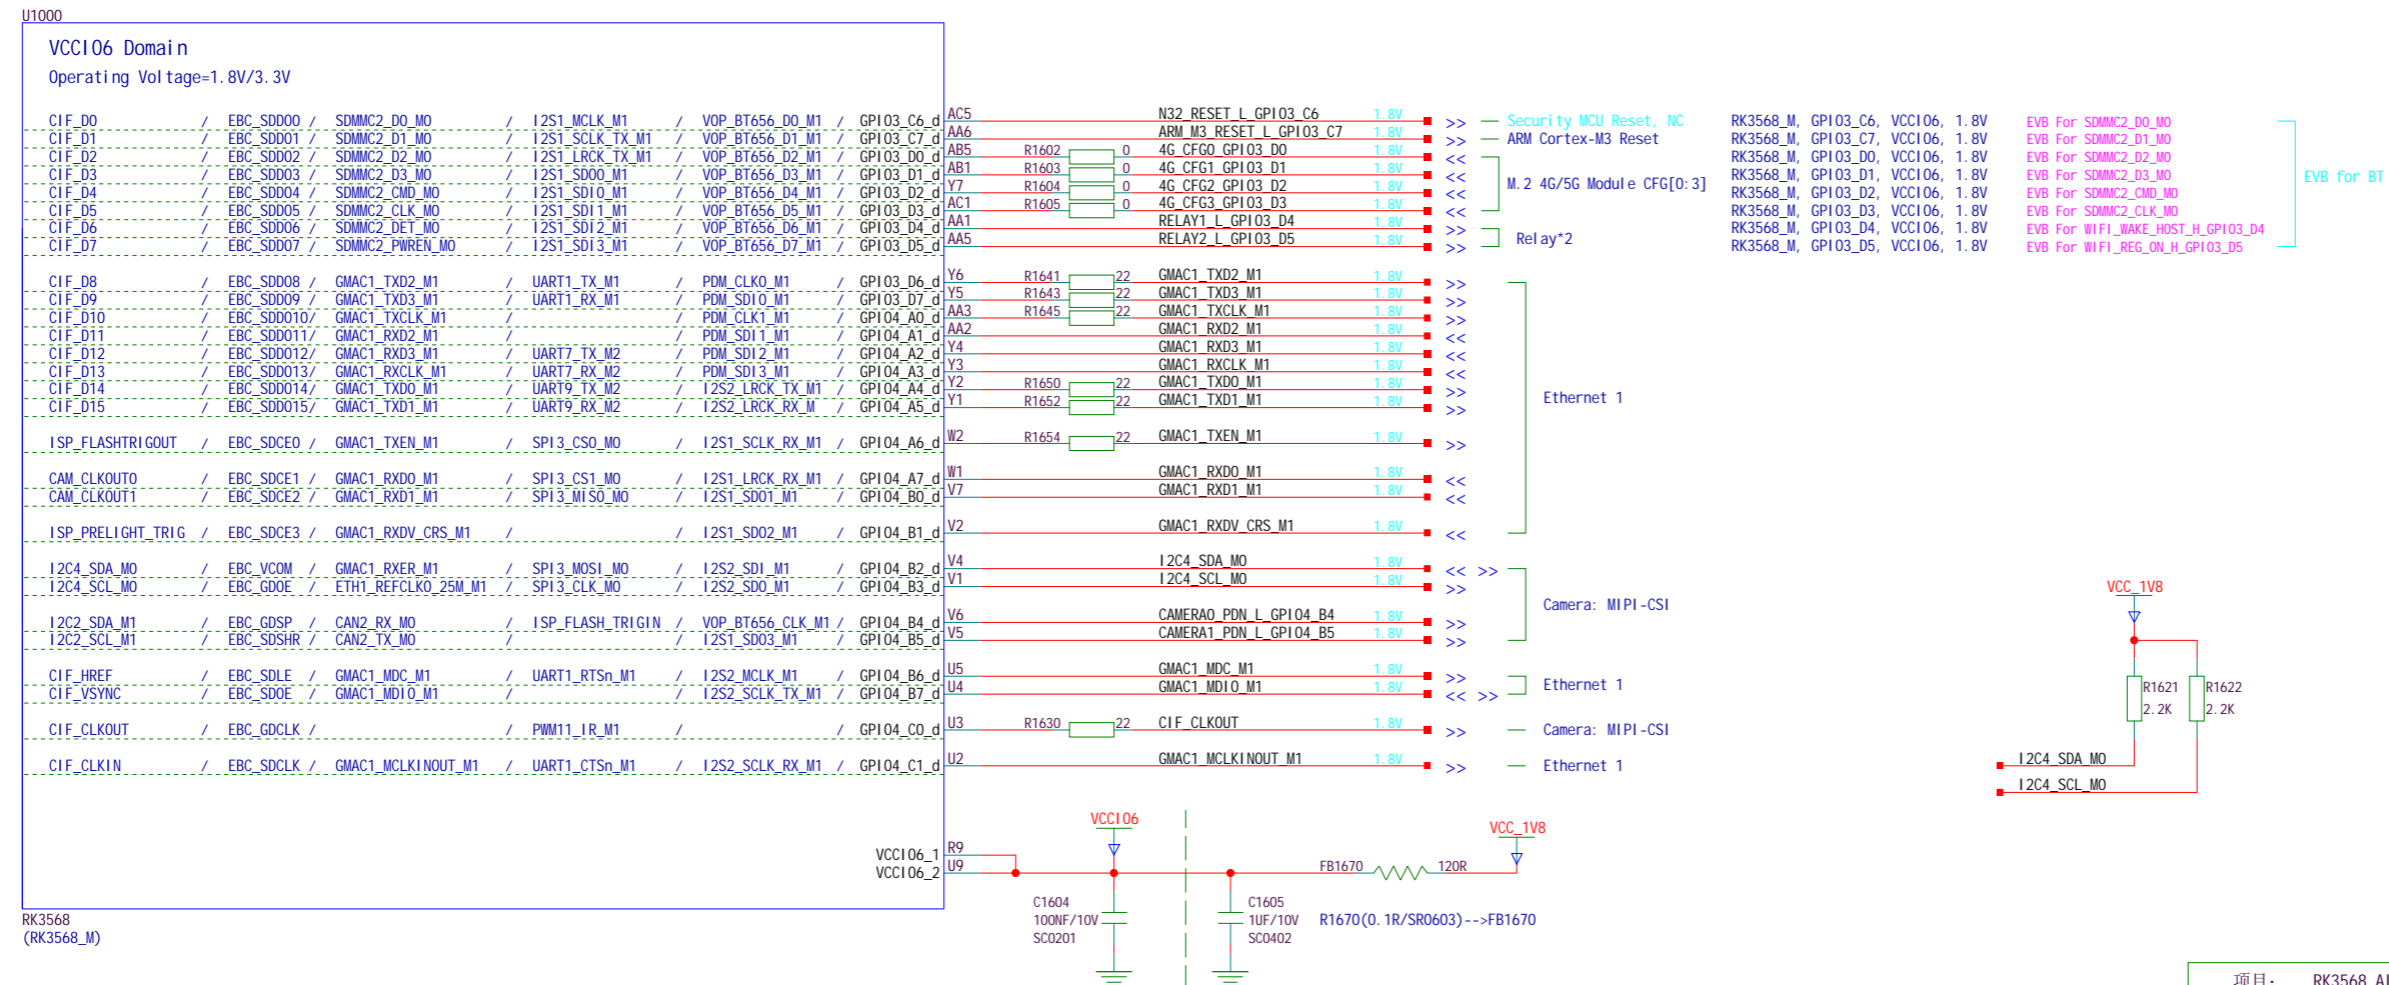 U1000
VCCIO6 Domain
Operating Voltage=1.8V/3.3V
CIF_D0 / EBC_SDDO0 / SDMMC2_D0_M0 / I2S1_MCLK_M1 / VOP_BT656_D0_M1 / GPIO3_C6_d AC5 N32_RESET_L_GPIO3_C6 1.8V >> Security MCU Reset, NC RK3568_M, GPIO3_C6, VCCIO6, 1.8V EVB For SDMMC2_D0_M0
CIF_D1 / EBC_SDDO1 / SDMMC2_D1_M0 / I2S1_SCLK_TX_M1 / VOP_BT656_D1_M1 / GPIO3_C7_d AA6 ARM_M3_RESET_L_GPIO3_C7 1.8V >> ARM Cortex-M3 Reset RK3568_M, GPIO3_C7, VCCIO6, 1.8V EVB For SDMMC2_D1_M0
CIF_D2 / EBC_SDDO2 / SDMMC2_D2_M0 / I2S1_LRCK_TX_M1 / VOP_BT656_D2_M1 / GPIO3_D0_d AB5 R1602 0 4G_CFG0_GPIO3_D0 1.8V << RK3568_M, GPIO3_D0, VCCIO6, 1.8V EVB For SDMMC2_D2_M0
CIF_D3 / EBC_SDDO3 / SDMMC2_D3_M0 / I2S1_SDO0_M1 / VOP_BT656_D3_M1 / GPIO3_D1_d AB1 R1603 0 4G_CFG1_GPIO3_D1 1.8V << RK3568_M, GPIO3_D1, VCCIO6, 1.8V EVB For SDMMC2_D3_M0
EVB for BT
M.2 4G/5G Module CFG[0:3]
CIF_D4 / EBC_SDDO4 / SDMMC2_CMD_M0 / I2S1_SDI0_M1 / VOP_BT656_D4_M1 / GPIO3_D2_d Y7 R1604 0 4G_CFG2_GPIO3_D2 1.8V << RK3568_M, GPIO3_D2, VCCIO6, 1.8V EVB For SDMMC2_CMD_M0
CIF_D5 / EBC_SDDO5 / SDMMC2_CLK_M0 / I2S1_SDI1_M1 / VOP_BT656_D5_M1 / GPIO3_D3_d AC1 R1605 0 4G_CFG3_GPIO3_D3 1.8V << RK3568_M, GPIO3_D3, VCCIO6, 1.8V EVB For SDMMC2_CLK_M0
CIF_D6 / EBC_SDDO6 / SDMMC2_DET_M0 / I2S1_SDI2_M1 / VOP_BT656_D6_M1 / GPIO3_D4_d AA1 RELAY1_L_GPIO3_D4 1.8V >> RK3568_M, GPIO3_D4, VCCIO6, 1.8V EVB For WIFI_WAKE_HOST_H_GPIO3_D4
Relay*2
CIF_D7 / EBC_SDDO7 / SDMMC2_PWREN_M0 / I2S1_SDI3_M1 / VOP_BT656_D7_M1 / GPIO3_D5_d AA5 RELAY2_L_GPIO3_D5 1.8V >> RK3568_M, GPIO3_D5, VCCIO6, 1.8V EVB For WIFI_REG_ON_H_GPIO3_D5
CIF_D8 / EBC_SDDO8 / GMAC1_TXD2_M1 / UART1_TX_M1 / PDM_CLK0_M1 / GPIO3_D6_d Y6 R1641 22 GMAC1_TXD2_M1 1.8V >>
CIF_D9 / EBC_SDDO9 / GMAC1_TXD3_M1 / UART1_RX_M1 / PDM_SDI0_M1 / GPIO3_D7_d Y5 R1643 22 GMAC1_TXD3_M1 1.8V >>
CIF_D10 / EBC_SDDO10/ GMAC1_TXCLK_M1 / PDM_CLK1_M1 / GPIO4_A0_d AA3 R1645 22 GMAC1_TXCLK_M1 1.8V >>
CIF_D11 / EBC_SDDO11/ GMAC1_RXD2_M1 / PDM_SDI1_M1 / GPIO4_A1_d AA2 GMAC1_RXD2_M1 1.8V <<
CIF_D12 / EBC_SDDO12/ GMAC1_RXD3_M1 / UART7_TX_M2 / PDM_SDI2_M1 / GPIO4_A2_d Y4 GMAC1_RXD3_M1 1.8V <<
CIF_D13 / EBC_SDDO13/ GMAC1_RXCLK_M1 / UART7_RX_M2 / PDM_SDI3_M1 / GPIO4_A3_d Y3 GMAC1_RXCLK_M1 1.8V <<
CIF_D14 / EBC_SDDO14/ GMAC1_TXD0_M1 / UART9_TX_M2 / I2S2_LRCK_TX_M1 / GPIO4_A4_d Y2 R1650 22 GMAC1_TXD0_M1 1.8V >>
Ethernet 1
CIF_D15 / EBC_SDDO15/ GMAC1_TXD1_M1 / UART9_RX_M2 / I2S2_LRCK_RX_M / GPIO4_A5_d Y1 R1652 22 GMAC1_TXD1_M1 1.8V >>
ISP_FLASHTRIGOUT / EBC_SDCE0 / GMAC1_TXEN_M1 / SPI3_CS0_M0 / I2S1_SCLK_RX_M1 / GPIO4_A6_d W2 R1654 22 GMAC1_TXEN_M1 1.8V >>
CAM_CLKOUT0 / EBC_SDCE1 / GMAC1_RXD0_M1 / SPI3_CS1_M0 / I2S1_LRCK_RX_M1 / GPIO4_A7_d W1 GMAC1_RXD0_M1 1.8V <<
CAM_CLKOUT1 / EBC_SDCE2 / GMAC1_RXD1_M1 / SPI3_MISO_M0 / I2S1_SDO1_M1 / GPIO4_B0_d V7 GMAC1_RXD1_M1 1.8V <<
ISP_PRELIGHT_TRIG / EBC_SDCE3 / GMAC1_RXDV_CRS_M1 / / I2S1_SDO2_M1 / GPIO4_B1_d V2 GMAC1_RXDV_CRS_M1 1.8V <<
I2C4_SDA_M0 / EBC_VCOM / GMAC1_RXER_M1 / SPI3_MOSI_M0 / I2S2_SDI_M1 / GPIO4_B2_d V4 I2C4_SDA_M0 1.8V << >>
I2C4_SCL_M0 / EBC_GDOE / ETH1_REFCLKO_25M_M1 / SPI3_CLK_M0 / I2S2_SDO_M1 / GPIO4_B3_d V1 I2C4_SCL_M0 1.8V >>
Camera: MIPI-CSI
I2C2_SDA_M1 / EBC_GDSP / CAN2_RX_M0 / ISP_FLASH_TRIGIN / VOP_BT656_CLK_M1 / GPIO4_B4_d V6 CAMERA0_PDN_L_GPIO4_B4 1.8V >>
I2C2_SCL_M1 / EBC_SDSHR / CAN2_TX_M0 / / I2S1_SDO3_M1 / GPIO4_B5_d V5 CAMERA1_PDN_L_GPIO4_B5 1.8V >>
CIF_HREF / EBC_SDLE / GMAC1_MDC_M1 / UART1_RTSn_M1 / I2S2_MCLK_M1 / GPIO4_B6_d U5 GMAC1_MDC_M1 1.8V >>
Ethernet 1
CIF_VSYNC / EBC_SDOE / GMAC1_MDIO_M1 / / I2S2_SCLK_TX_M1 / GPIO4_B7_d U4 GMAC1_MDIO_M1 1.8V << >>
CIF_CLKOUT / EBC_GDCLK / / PWM11_IR_M1 / / GPIO4_C0_d U3 R1630 22 CIF_CLKOUT 1.8V >> Camera: MIPI-CSI
CIF_CLKIN / EBC_SDCLK / GMAC1_MCLKINOUT_M1 / UART1_CTSn_M1 / I2S2_SCLK_RX_M1 / GPIO4_C1_d U2 GMAC1_MCLKINOUT_M1 1.8V >> Ethernet 1
VCC_1V8
R1621 R1622
2.2K 2.2K
I2C4_SDA_M0
I2C4_SCL_M0
VCCIO6 VCC_1V8
VCCIO6_1 R9
VCCIO6_2 U9 FB1670 120R
C1604 C1605
100NF/10V 1UF/10V R1670(0.1R/SR0603)-->FB1670
SC0201 SC0402
RK3568
(RK3568_M)
项目: RK3568_AI